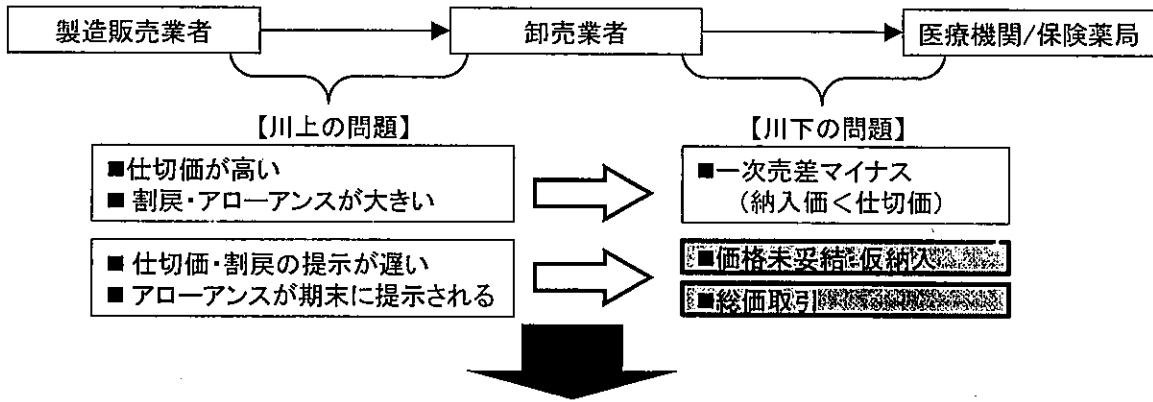 製造販売業者
卸売業者
医療機関/保険薬局
【川上の問題】
【川下の問題】
■仕切価が高い
■ 割戻・アローアンスが大きい
■一次売差マイナス
（納入価＜仕切価）
■ 仕切価・割戻の提示が遅い
■ アローアンスが期末に提示される
■価格未妥結・仮納入
■総価取引